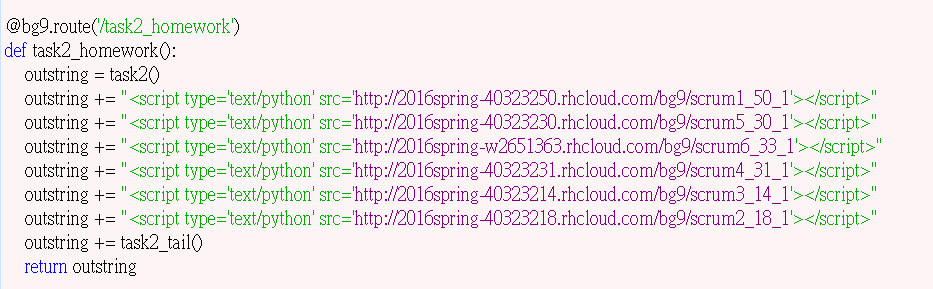 @bg9.route('/task2_homework')
def task2_homework():
outstring = task2()
outstring += "<script type='text/python' src='http://2016spring-40323250.rhcloud.com/bg9/scrum1_50_1'></script>"
outstring += "<script type='text/python' src='http://2016spring-40323230.rhcloud.com/bg9/scrum5_30_1'></script>"
outstring += "<script type='text/python' src='http://2016spring-w2651363.rhcloud.com/bg9/scrum6_33_1'></script>"
outstring += "<script type='text/python' src='http://2016spring-40323231.rhcloud.com/bg9/scrum4_31_1'></script>"
outstring += "<script type='text/python' src='http://2016spring-40323214.rhcloud.com/bg9/scrum3_14_1'></script>"
outstring += "<script type='text/python' src='http://2016spring-40323218.rhcloud.com/bg9/scrum2_18_1'></script>"
outstring += task2_tail()
return outstring